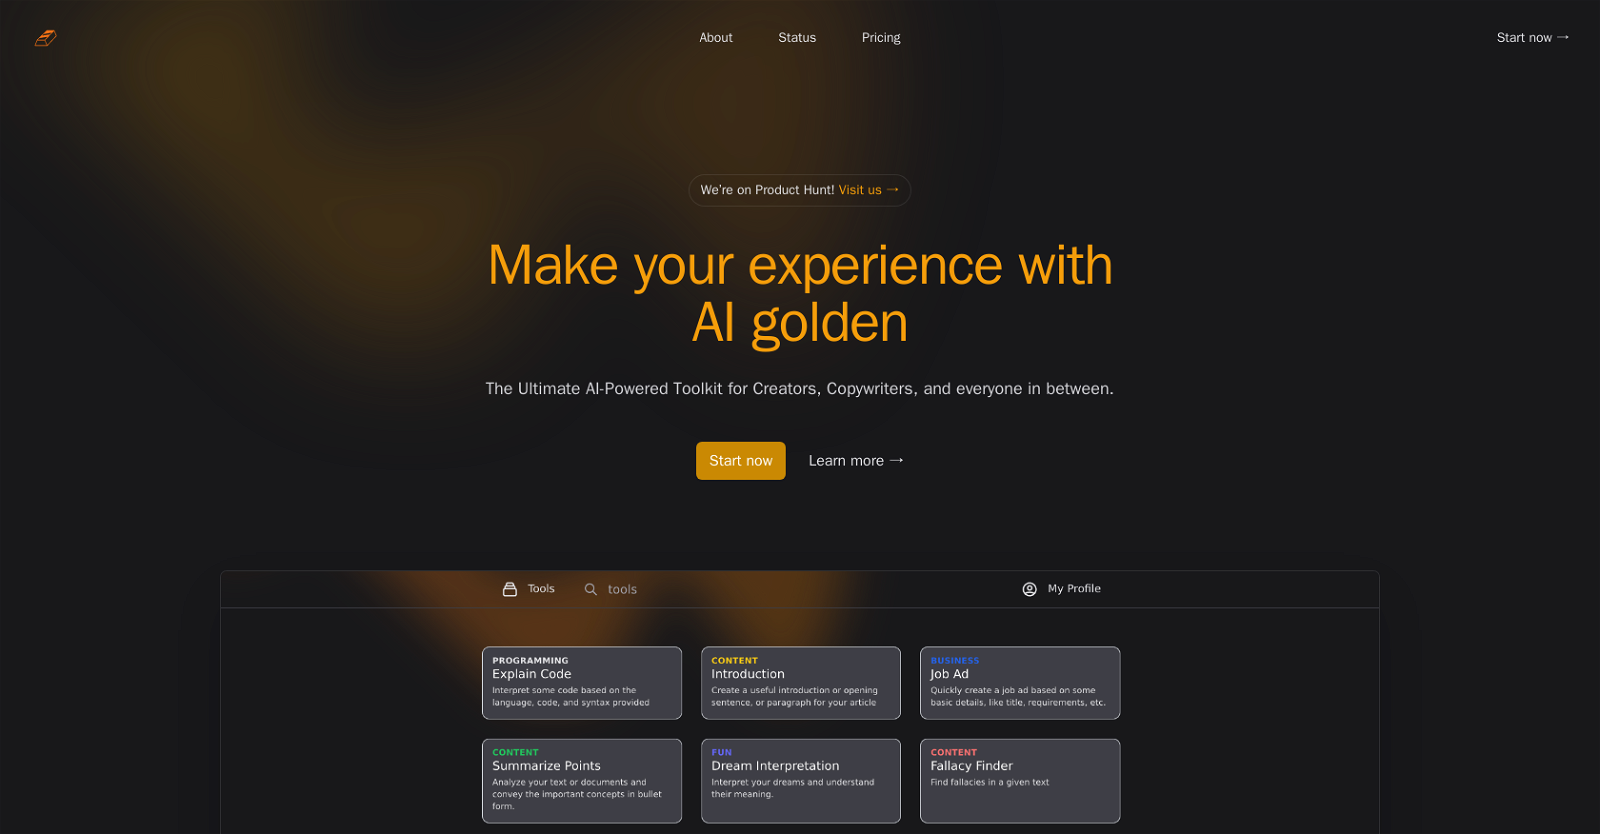 About
Status
Pricing
Start now →
We're on Product Hunt! Visit us →
Make your experience with
AI golden
The Ultimate AI-Powered Toolkit for Creators, Copywriters, and everyone in between.
Start now
Learn more →
Tools
tools
My Profile
PROGRAMMING
Explain Code
Interpret some code based on the
language, code, and syntax provided
CONTENT
Introduction
Create a useful introduction or opening
sentence, or paragraph for your article
BUSINESS
Job Ad
Quickly create a job ad based on some
basic details, like title, requirements, etc.
CONTENT
Summarize Points
Analyze your text or documents and
convey the important concepts in bullet
form.
FUN
Dream Interpretation
Interpret your dreams and understand
their meaning.
CONTENT
Fallacy Finder
Find fallacies in a given text